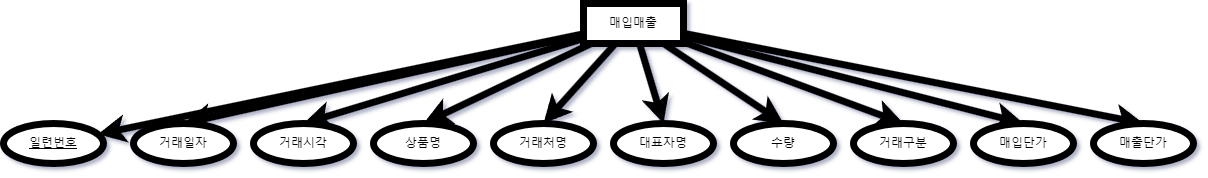 매입매출
일련번호
거래일자
거래시각
상품명
거래처명
대표자명
수량
거래구분
매입단가
매출단가